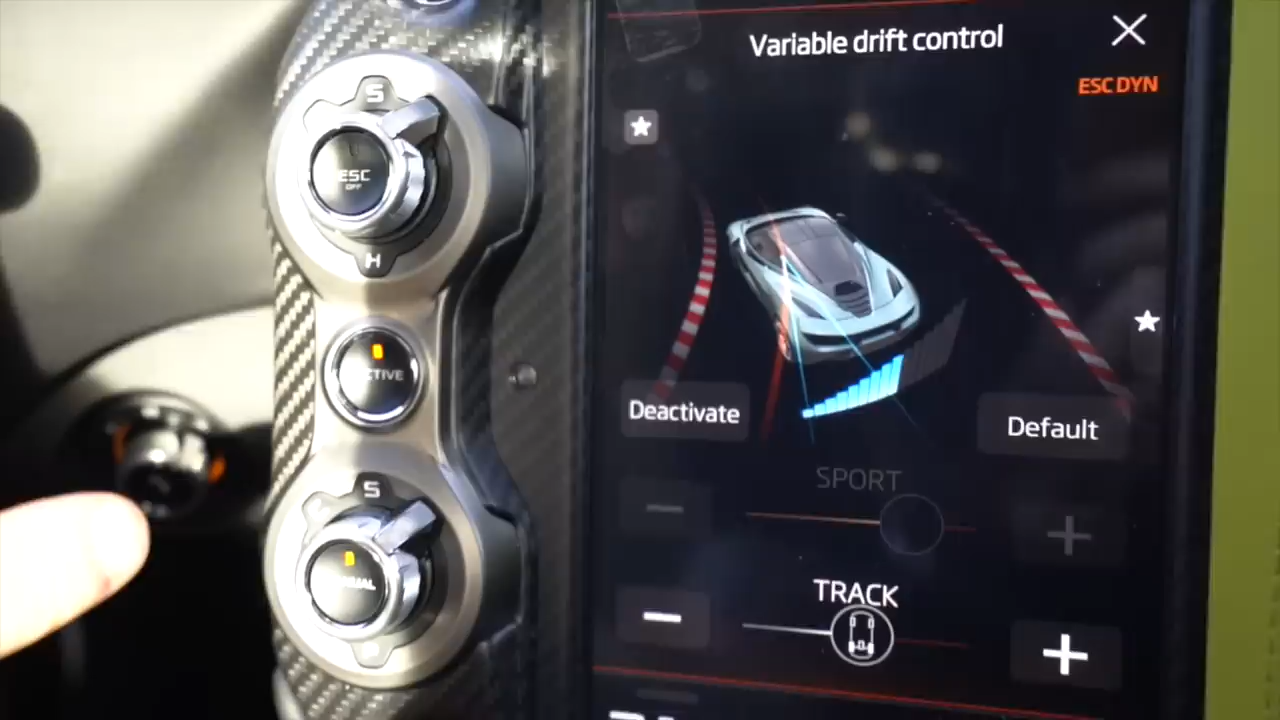 Variable drift control
ESC DYN
S
ESC
OFF
H
Deactivate
Default
SPORT
S
TRACK